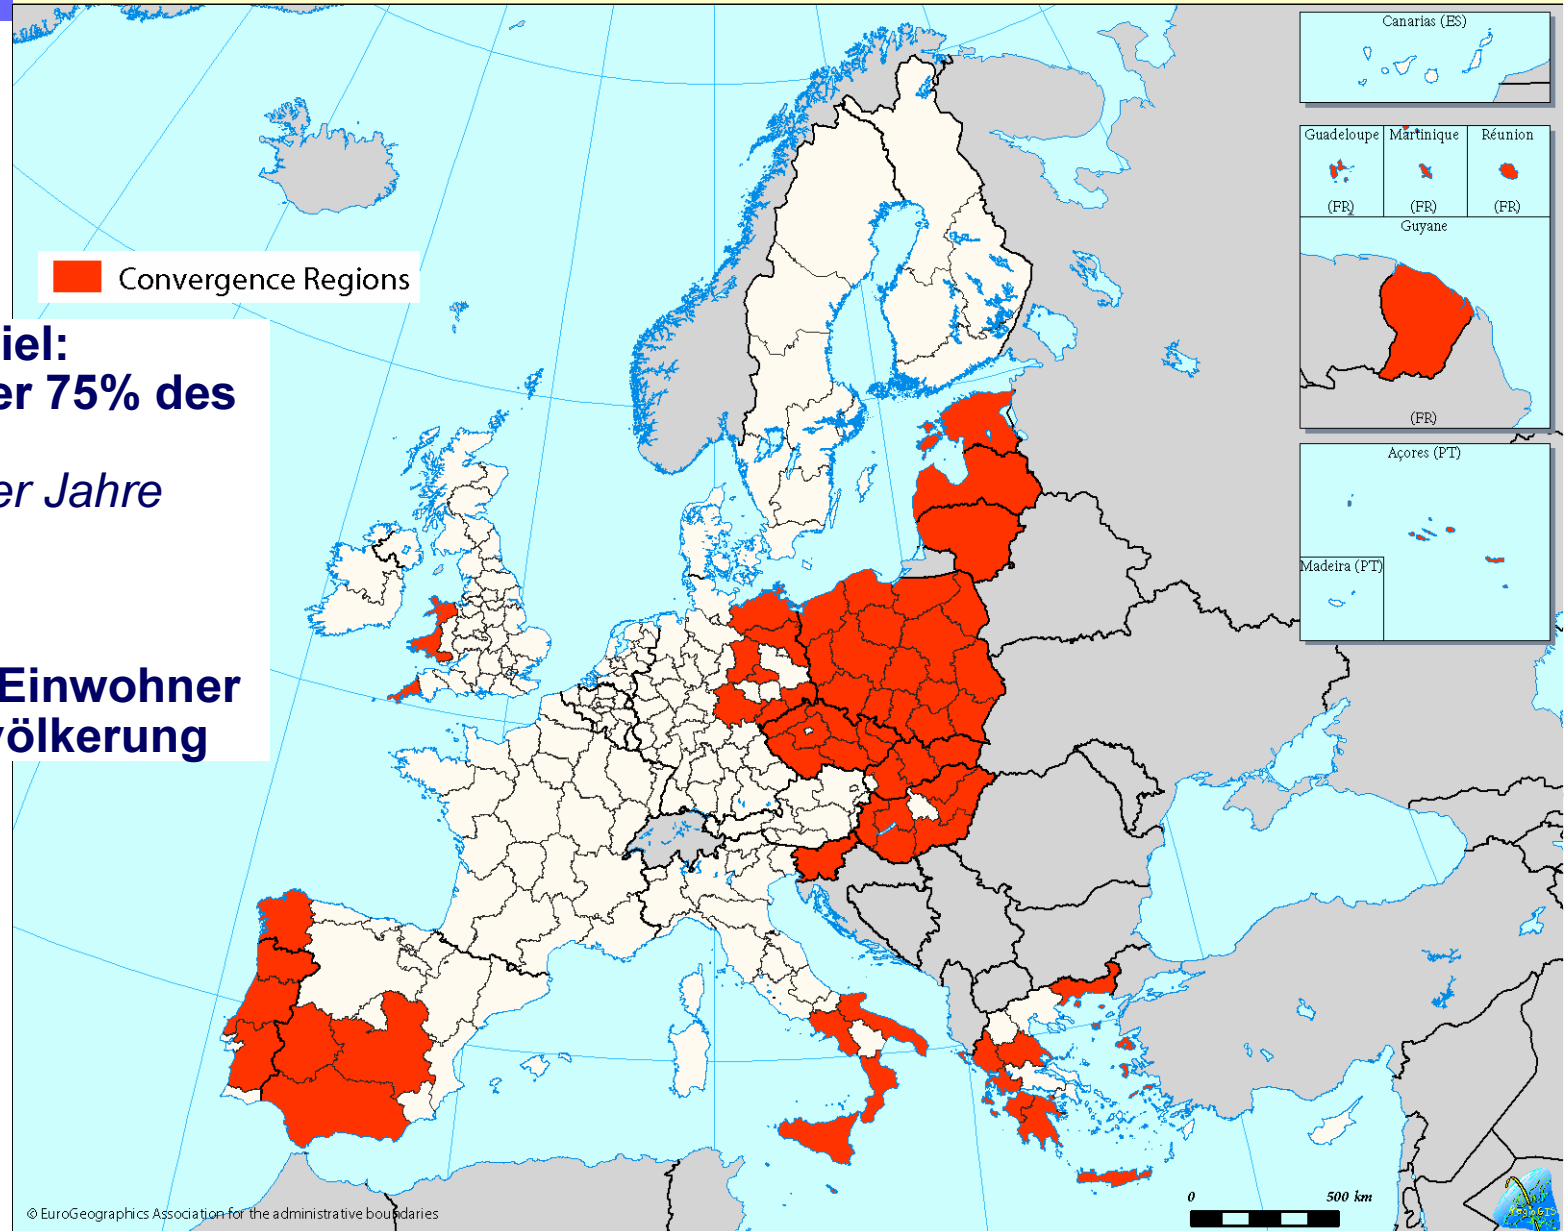 Convergence Regions
iel:
er 75% des
er Jahre
Einwohner
völkerung
Canarias (ES)
Guadeloupe
(FR)
Martinique
(FR)
Réunion
(FR)
Guyane
(FR)
Açores (PT)
Madeira (PT)
0 500 km
© EuroGeographics Association for the administrative boundaries